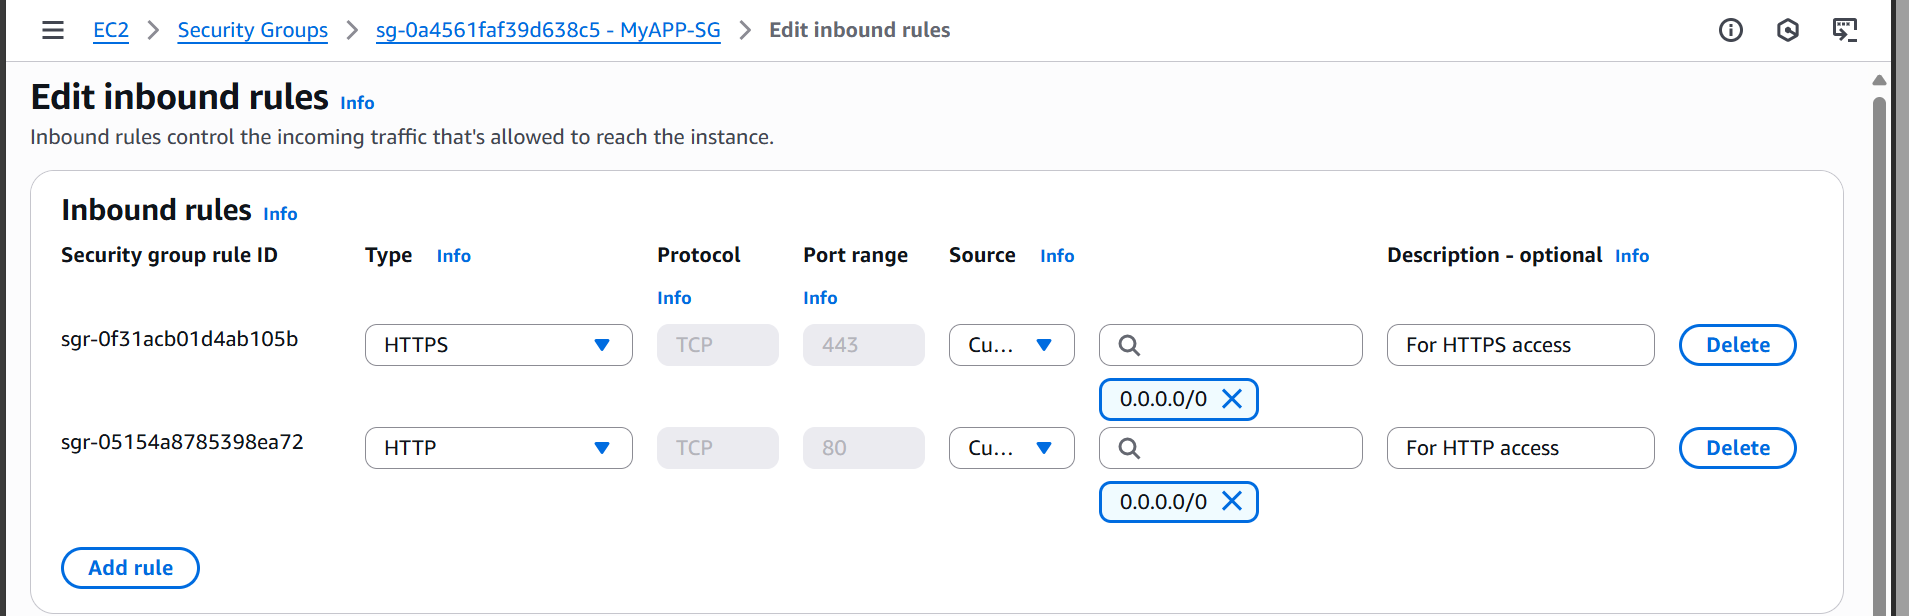 EC2 > Security Groups > sg-0a4561faf39d638c5 - MyAPP-SG > Edit inbound rules
Edit inbound rules Info
Inbound rules control the incoming traffic that's allowed to reach the instance.
Inbound rules Info
Security group rule ID Type Info Protocol Info Port range Info Source Info Description - optional Info
sgr-0f31acb01d4ab105b HTTPS TCP 443 Cu... For HTTPS access Delete
0.0.0.0/0
sgr-05154a8785398ea72 HTTP TCP 80 Cu... For HTTP access Delete
0.0.0.0/0
Add rule